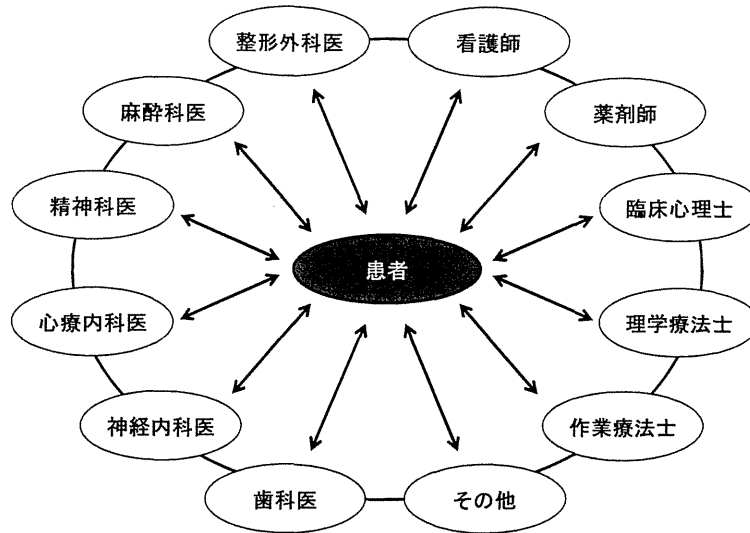 整形外科医
看護師
麻酔科医
薬剤師
精神科医
臨床心理士
患者
心療内科医
理学療法士
神経内科医
作業療法士
歯科医
その他